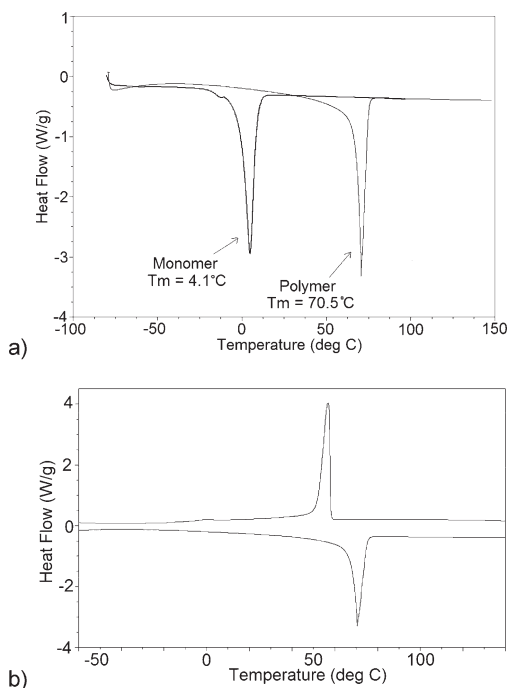 1
0
-1
-2
-3
-4
Heat Flow (W/g)
Monomer
Tm = 4.1°C
Polymer
Tm = 70.5°C
-100 -50 0 50 100 150
Temperature (deg C)
a)
4
2
0
-2
-4
Heat Flow (W/g)
-50 0 50 100
Temperature (deg C)
b)